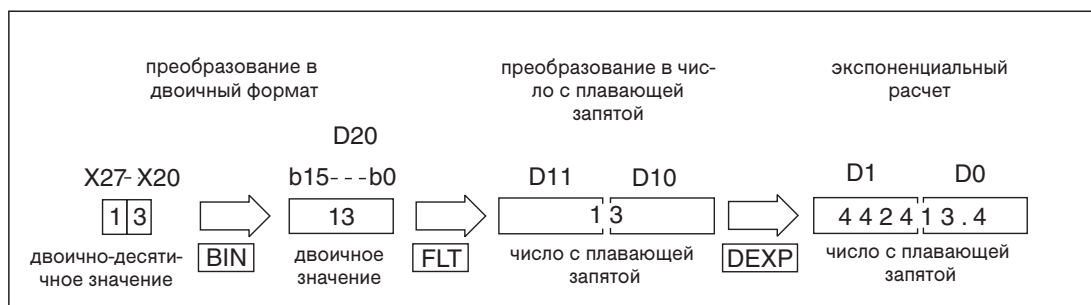 преобразование в
двоичный формат
преобразование в чис-
ло с плавающей
запятой
экспоненциальный
расчет
D20
X27- X20
b15- - -b0
D11 D10
D1 D0
1 3
13
1 3
4 4 2 4 1 3 . 4
двоично-десяти-
чное значение
BIN
двоичное
значение
FLT
число с плавающей
запятой
DEXP
число с плавающей
запятой